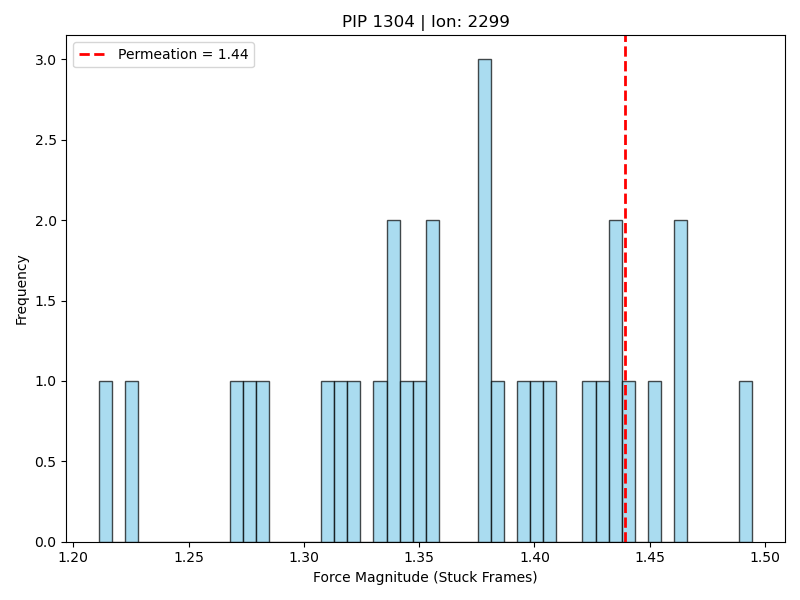 PIP 1304 | Ion: 2299
Permeation = 1.44
3.0
2.5
2.0
1.5
1.0
0.5
0.0
Frequency
1.20 1.25 1.30 1.35 1.40 1.45 1.50
Force Magnitude (Stuck Frames)